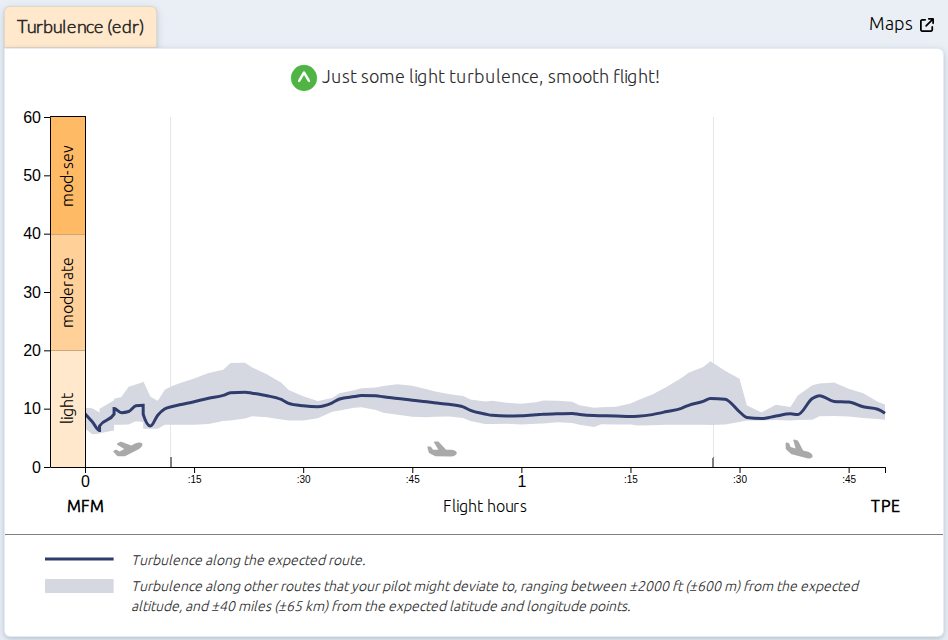 Turbulence (edr)
Maps
Just some light turbulence, smooth flight!
60
50
40
30
20
10
0
mod-sev
moderate
light
0
:15
:30
:45
1
:15
:30
:45
MFM
Flight hours
TPE
Turbulence along the expected route.
Turbulence along other routes that your pilot might deviate to, ranging between ±2000 ft (±600 m) from the expected
altitude, and ±40 miles (±65 km) from the expected latitude and longitude points.